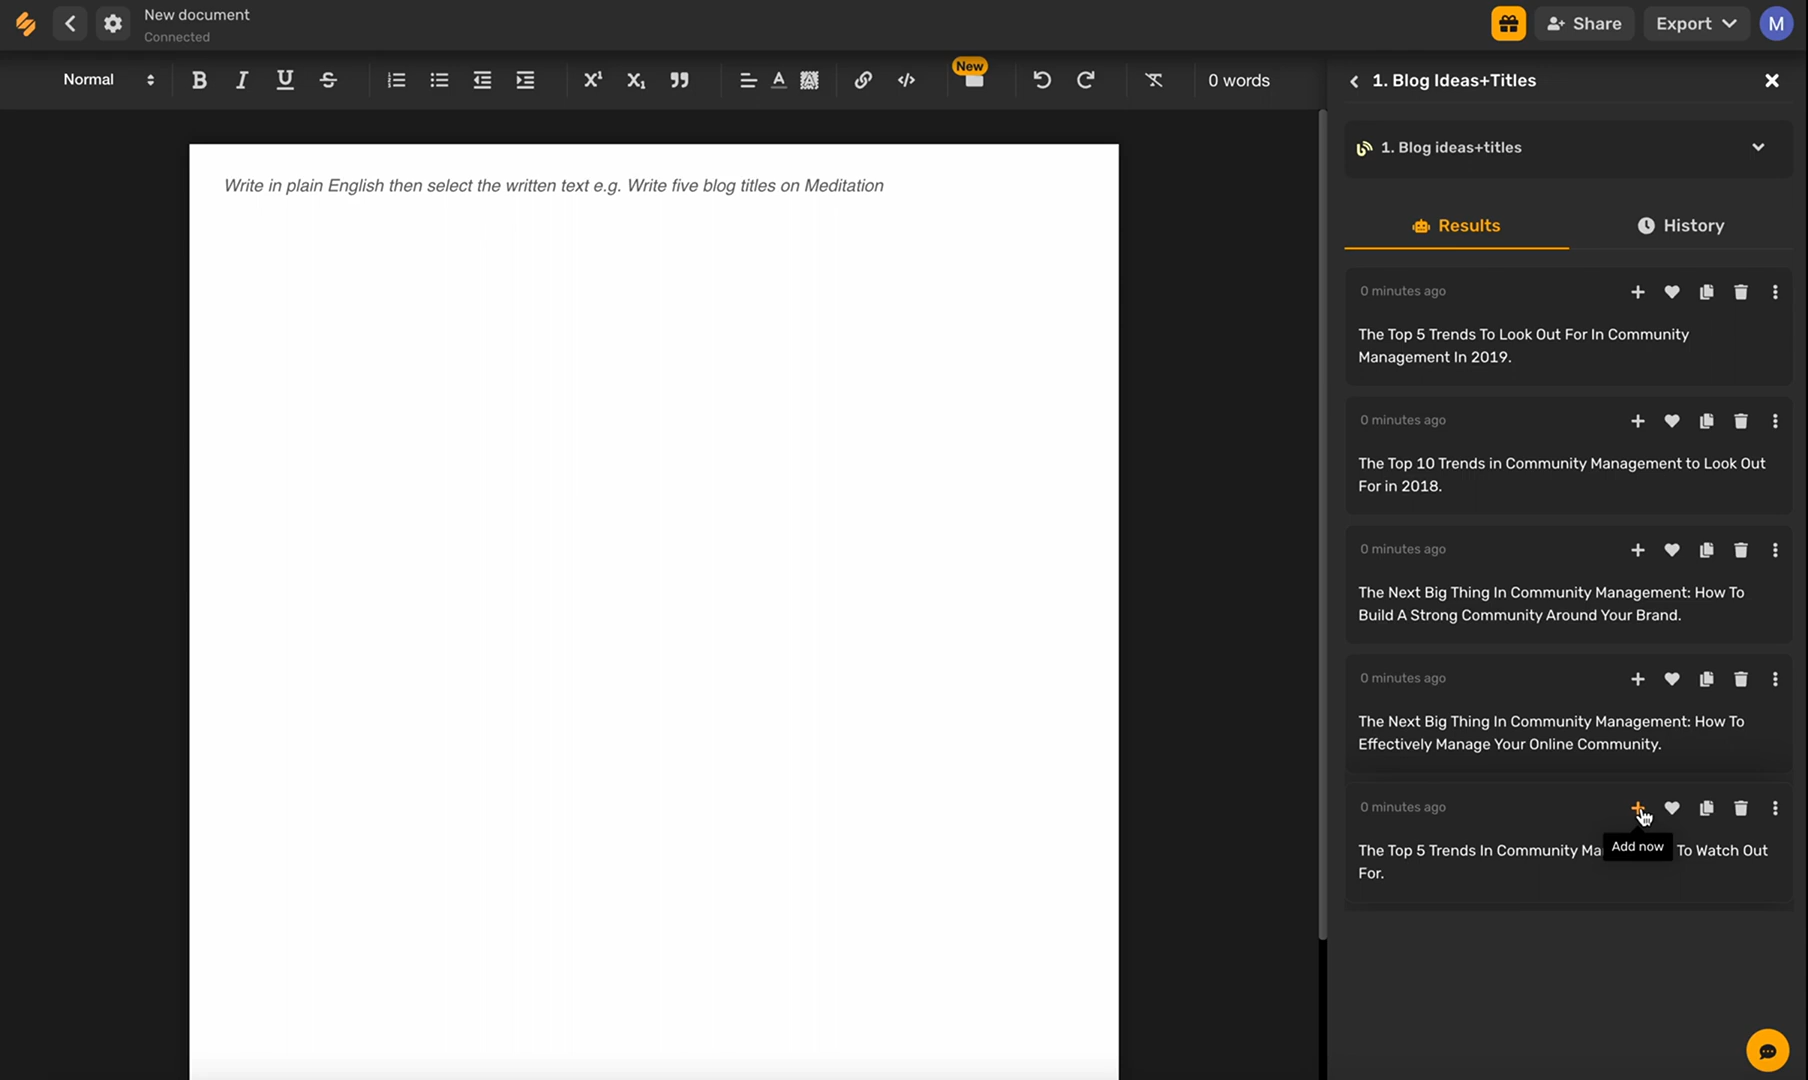 New document
Connected
Share
Export
M
Normal
B
I
U
S
X¹
X₁
A
New
0 words
1. Blog Ideas+Titles
1. Blog ideas+titles
Results
History
Write in plain English then select the written text e.g. Write five blog titles on Meditation
0 minutes ago
The Top 5 Trends To Look Out For In Community
Management In 2019.
0 minutes ago
The Top 10 Trends in Community Management to Look Out
For in 2018.
0 minutes ago
The Next Big Thing In Community Management: How To
Build A Strong Community Around Your Brand.
0 minutes ago
The Next Big Thing In Community Management: How To
Effectively Manage Your Online Community.
0 minutes ago
Add now
The Top 5 Trends In Community Ma To Watch Out
For.